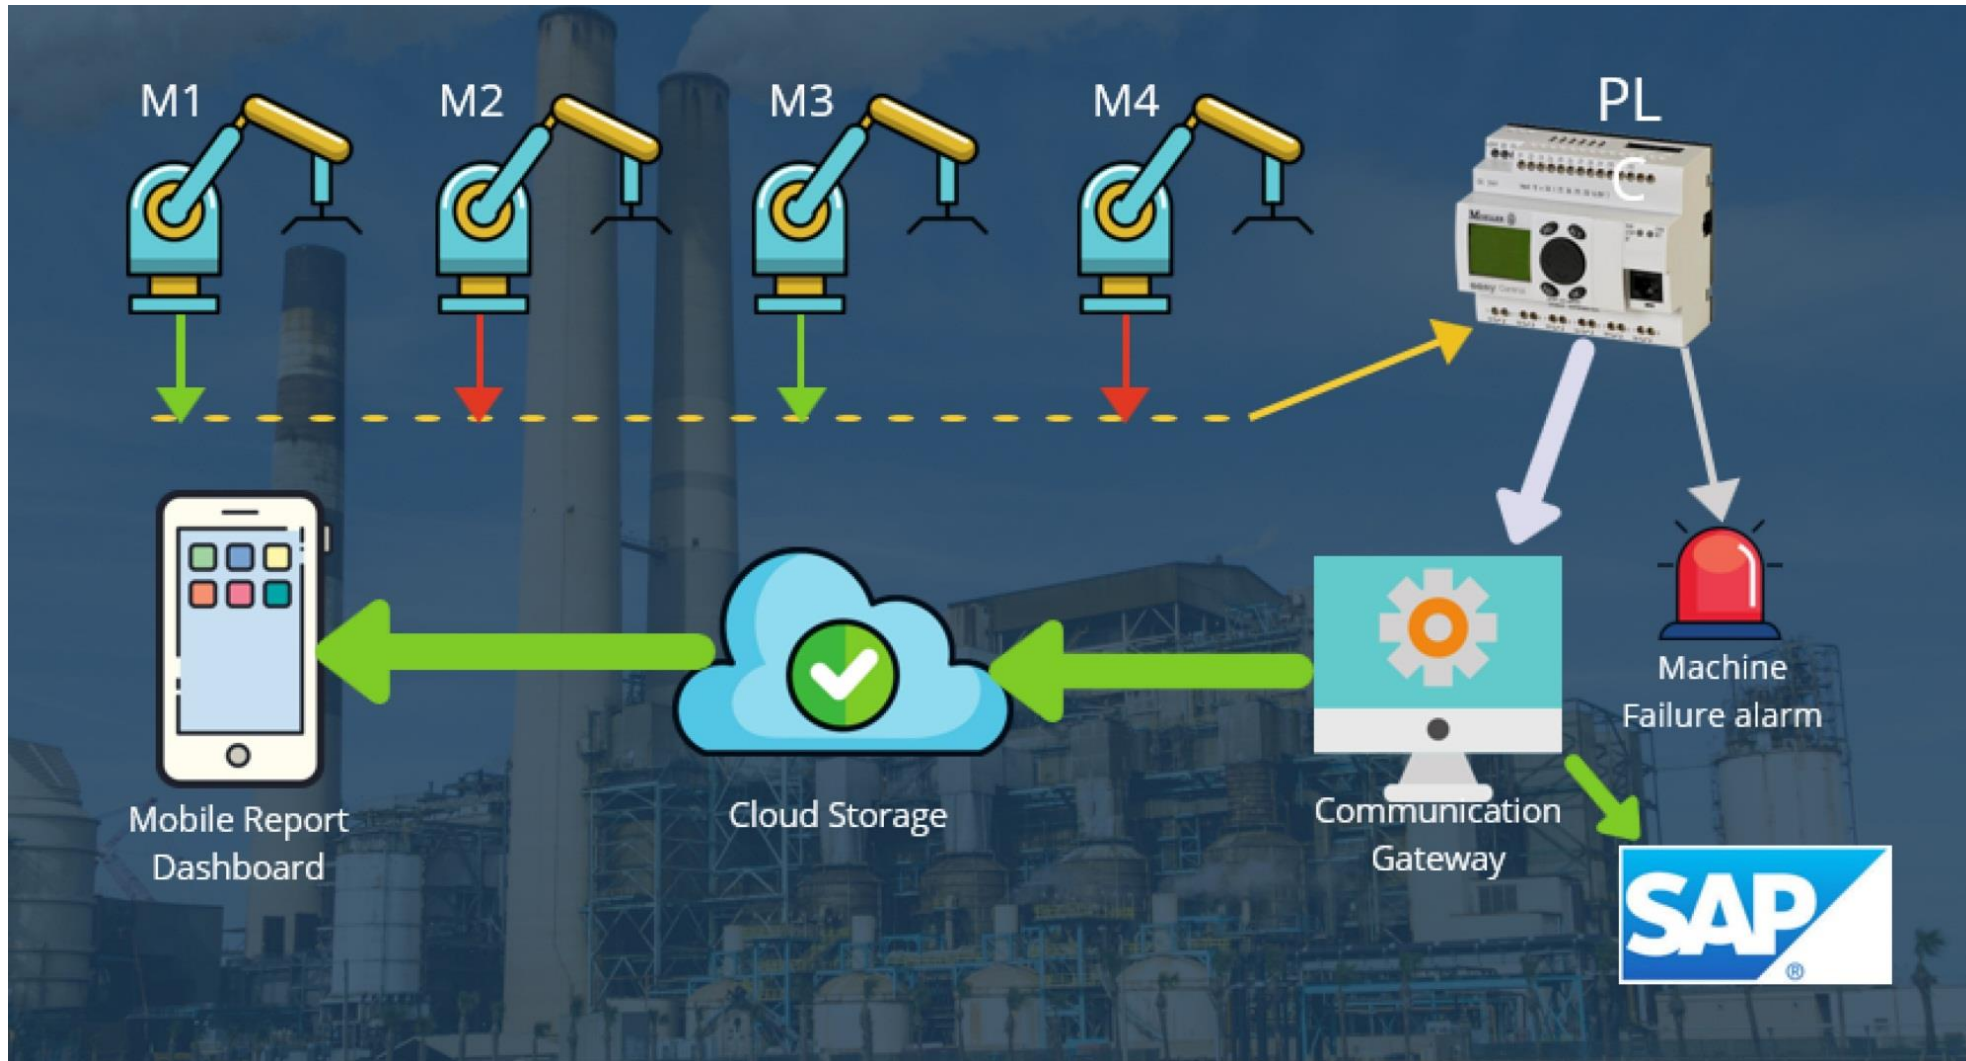 M1
M2
M3
M4
PL
C
Machine
Failure alarm
Mobile Report
Dashboard
Cloud Storage
Communication
Gateway
SAP
®